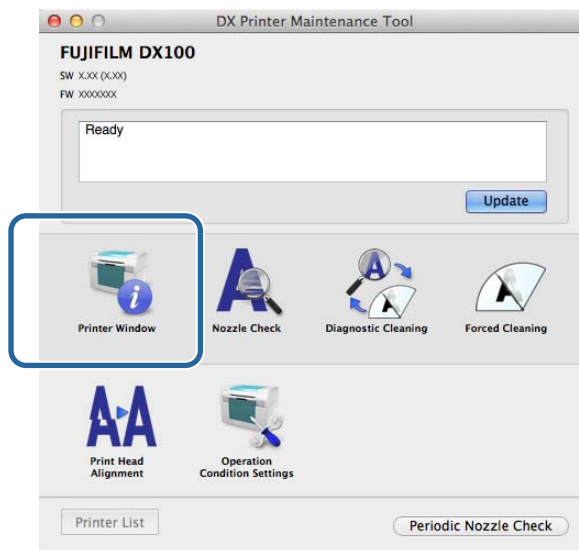 DX Printer Maintenance Tool
FUJIFILM DX100
SW X.XX (X.XX)
FW XXXXXXX
Ready
Update
Printer Window
Nozzle Check
Diagnostic Cleaning
Forced Cleaning
Print Head
Alignment
Operation
Condition Settings
Printer List
Periodic Nozzle Check